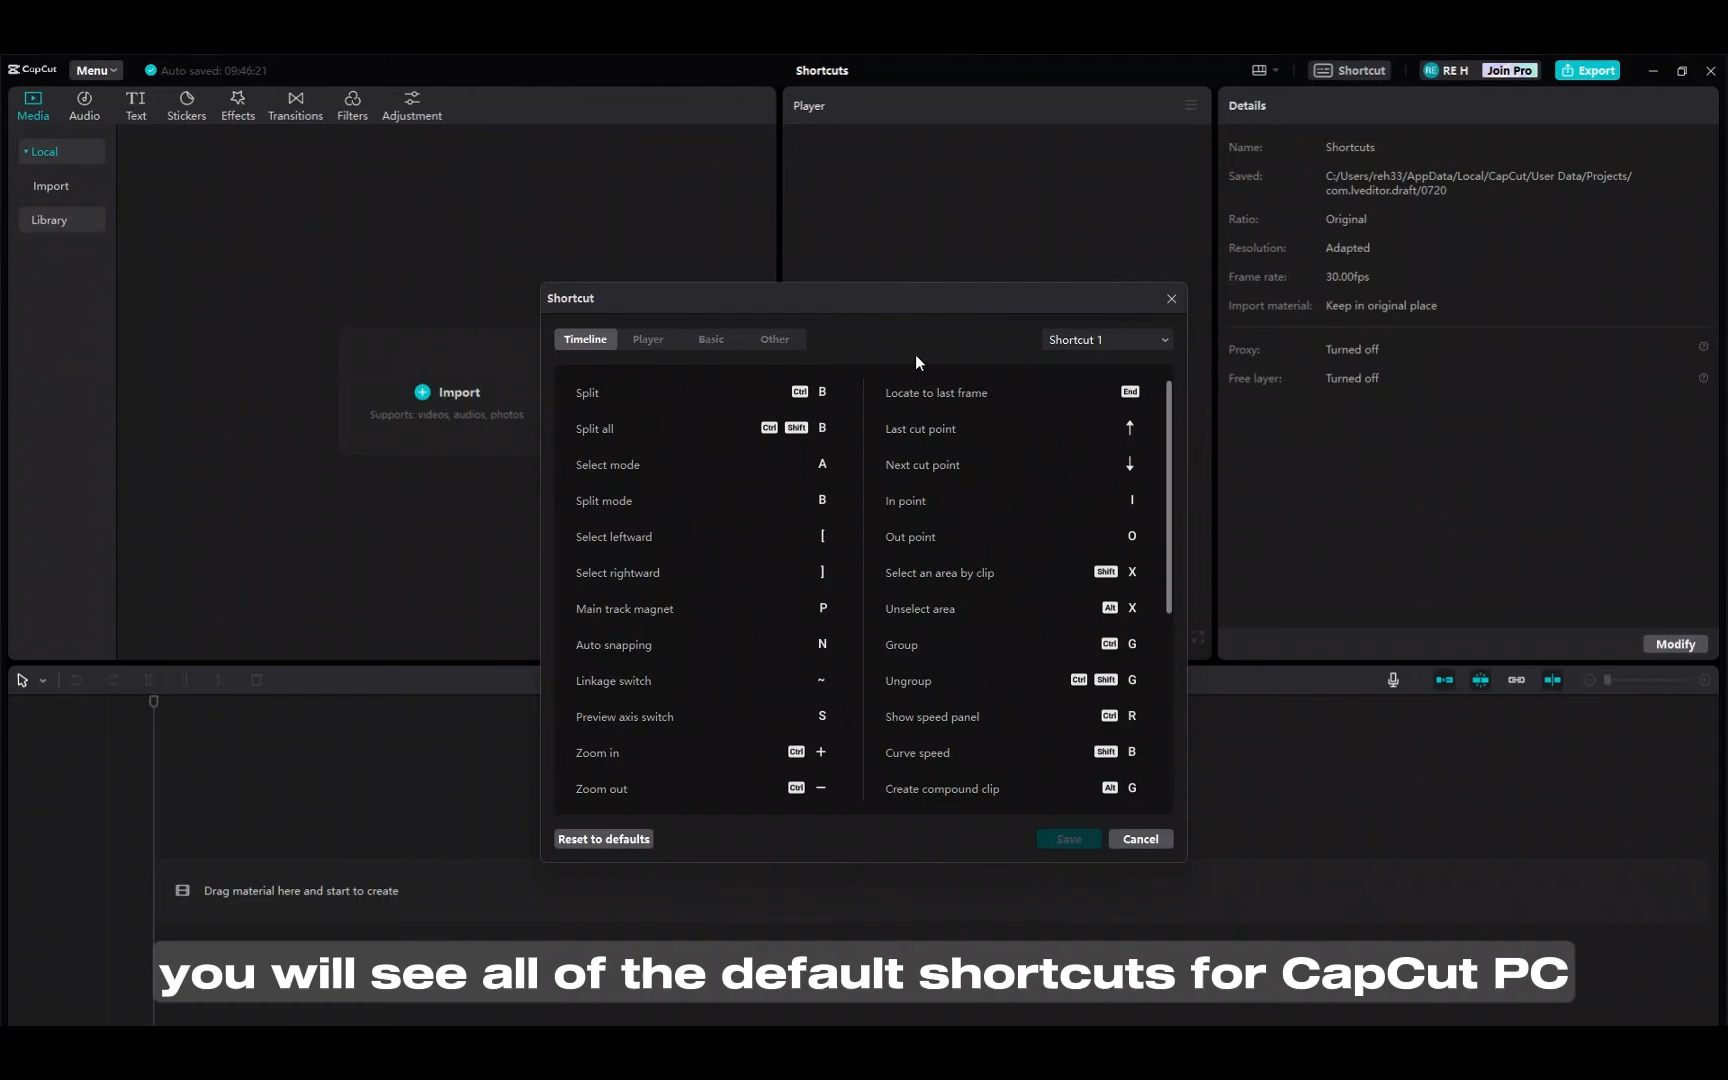 CapCut
Menu
Auto saved: 09:46:21
Shortcuts
Shortcut
RE
RE H
Join Pro
Export
Media
Audio
TI
Text
Stickers
Effects
Transitions
Filters
Adjustment
Player
Details
Local
Import
Library
Import
Supports: videos, audios, photos
Name: Shortcuts
Saved: C:/Users/reh33/AppData/Local/CapCut/User Data/Projects/
com.lveditor.draft/0720
Ratio: Original
Resolution: Adapted
Frame rate: 30.00fps
Import material: Keep in original place
Proxy: Turned off
Free layer: Turned off
Modify
Shortcut
Timeline Player Basic Other
Shortcut 1
Split Ctrl B
Split all Ctrl Shift B
Select mode A
Split mode B
Select leftward [
Select rightward ]
Main track magnet P
Auto snapping N
Linkage switch ~
Preview axis switch S
Zoom in Ctrl +
Zoom out Ctrl −
Locate to last frame End
Last cut point ↑
Next cut point ↓
In point I
Out point O
Select an area by clip Shift X
Unselect area Alt X
Group Ctrl G
Ungroup Ctrl Shift G
Show speed panel Ctrl R
Curve speed Shift B
Create compound clip Alt G
Reset to defaults
Save
Cancel
Drag material here and start to create
you will see all of the default shortcuts for CapCut PC